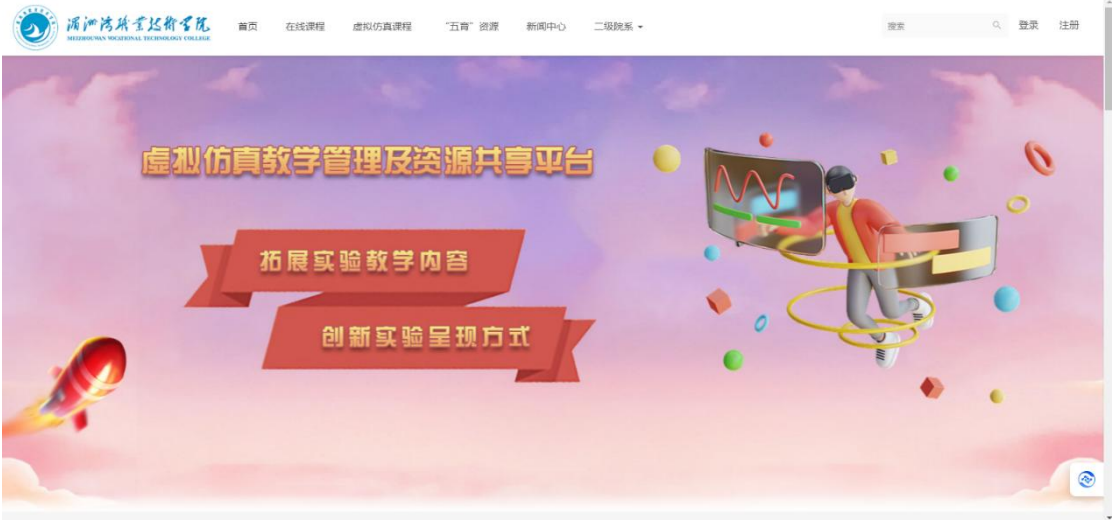 湄洲湾职业技术学院
MEIZHOUWAN VOCATIONAL TECHNOLOGY COLLEGE
首页 在线课程 虚拟仿真课程 “五育”资源 新闻中心 二级院系 搜索 登录 注册
虚拟仿真教学管理及资源共享平台
拓展实验教学内容
创新实验呈现方式